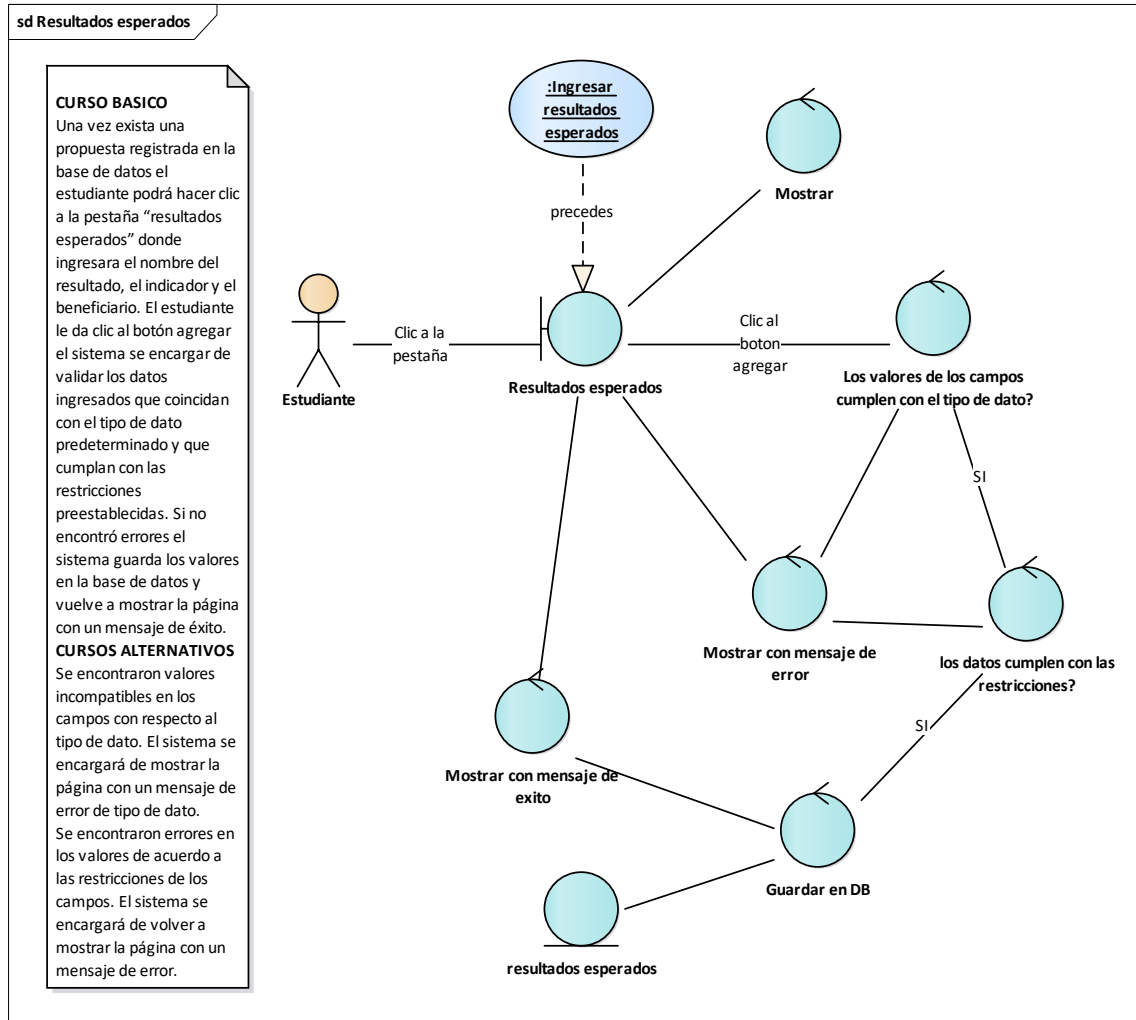 sd Resultados esperados
CURSO BASICO
Una vez exista una
propuesta registrada en la
base de datos el
estudiante podrá hacer clic
a la pestaña “resultados
esperados” donde
ingresara el nombre del
resultado, el indicador y el
beneficiario. El estudiante
le da clic al botón agregar
el sistema se encargar de
validar los datos
ingresados que coincidan
con el tipo de dato
predeterminado y que
cumplan con las
restricciones
preestablecidas. Si no
encontró errores el
sistema guarda los valores
en la base de datos y
vuelve a mostrar la página
con un mensaje de éxito.
CURSOS ALTERNATIVOS
Se encontraron valores
incompatibles en los
campos con respecto al
tipo de dato. El sistema se
encargará de mostrar la
página con un mensaje de
error de tipo de dato.
Se encontraron errores en
los valores de acuerdo a
las restricciones de los
campos. El sistema se
encargará de volver a
mostrar la página con un
mensaje de error.
:Ingresar
resultados
esperados
precedes
Mostrar
Estudiante
Clic a la
pestaña
Resultados esperados
Clic al
boton
agregar
Los valores de los campos
cumplen con el tipo de dato?
SI
Mostrar con mensaje de
error
los datos cumplen con las
restricciones?
SI
Mostrar con mensaje de
exito
Guardar en DB
resultados esperados